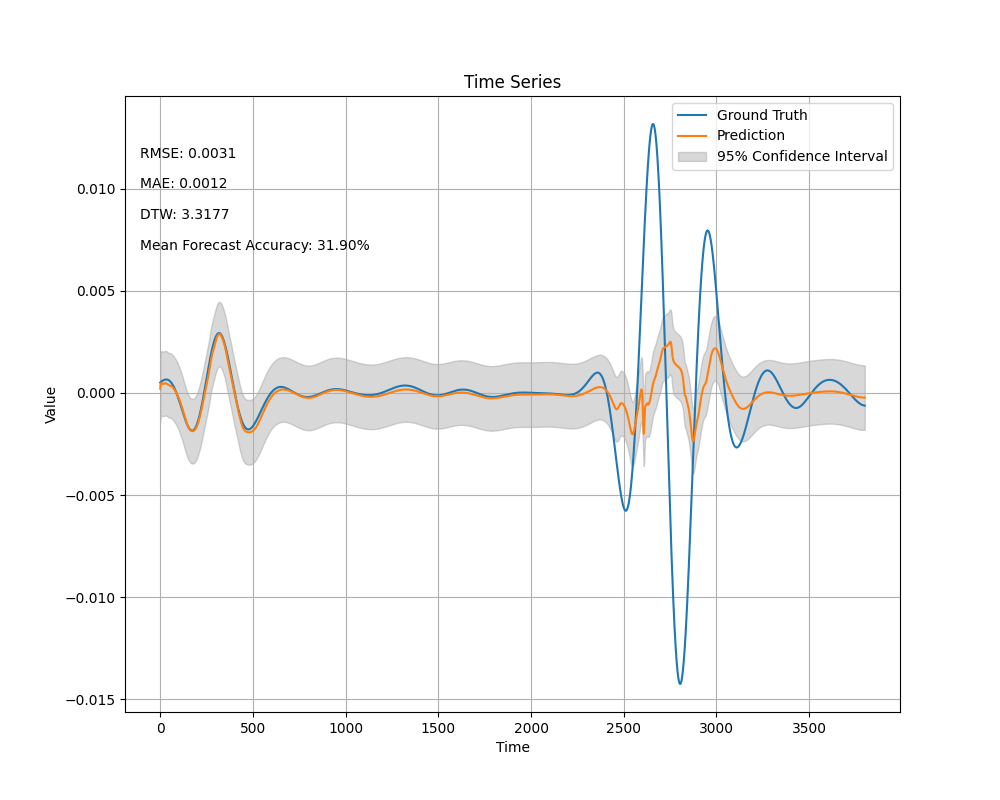 Time Series
Ground Truth
Prediction
95% Confidence Interval
RMSE: 0.0031
MAE: 0.0012
DTW: 3.3177
Mean Forecast Accuracy: 31.90%
Value
0.010
0.005
0.000
−0.005
−0.010
−0.015
0 500 1000 1500 2000 2500 3000 3500
Time